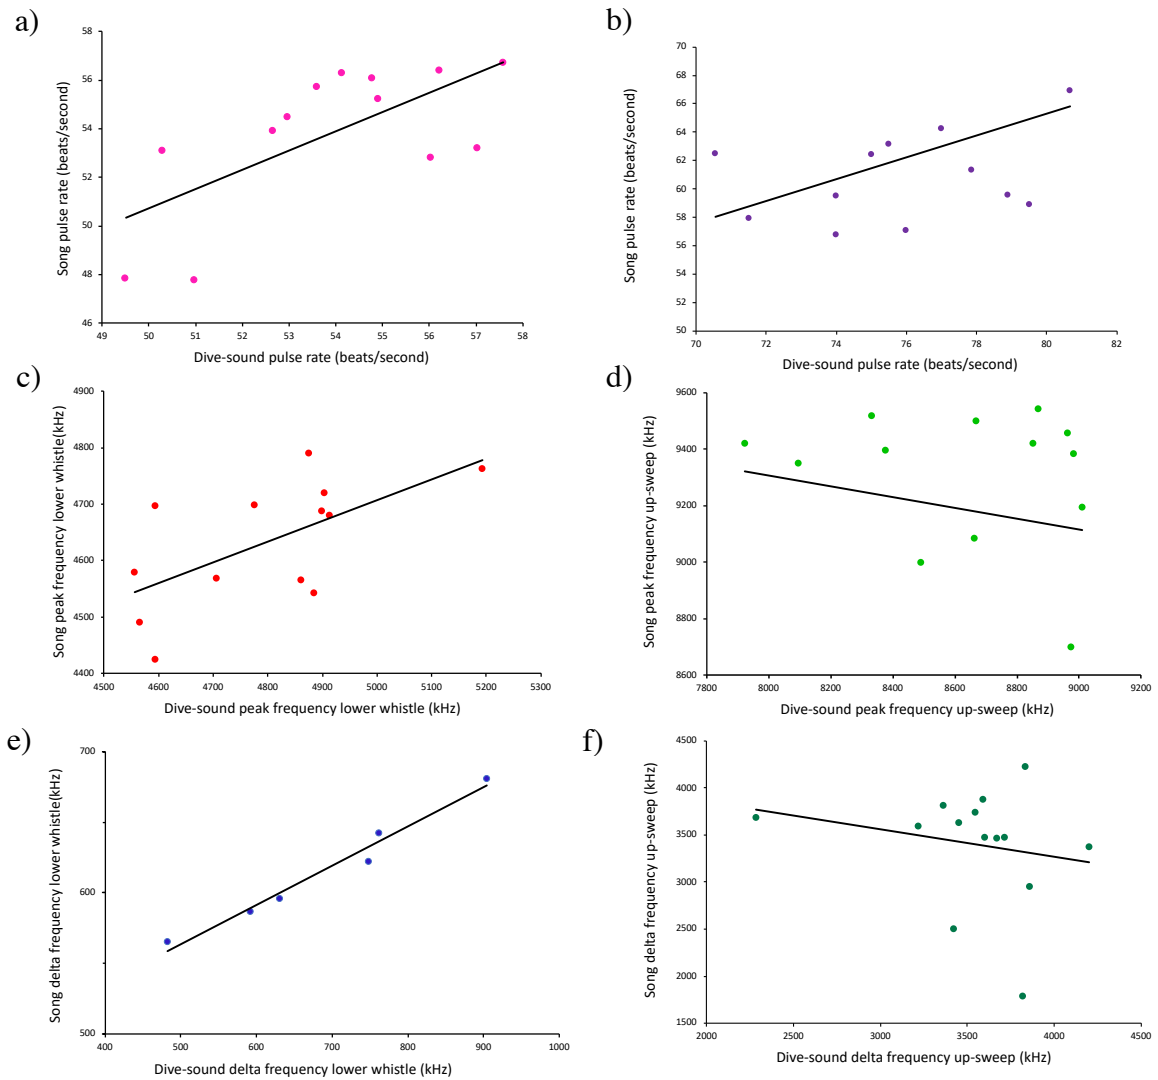 a)
58
56
54
52
50
48
46
Song pulse rate (beats/second)
49 50 51 52 53 54 55 56 57 58
Dive-sound pulse rate (beats/second)
b)
70
68
66
64
62
60
58
56
54
52
50
Song pulse rate (beats/second)
72 74 76 78 80 82
Dive-sound pulse rate (beats/second)
c)
4900
4800
4700
4600
4500
4400
Song peak frequency lower whistle(kHz)
4500 4600 4700 4800 4900 5000 5100 5200 5300
Dive-sound peak frequency lower whistle (kHz)
d)
9600
9400
9200
9000
8800
8600
Song peak frequency up-sweep (kHz)
7800 8000 8200 8400 8600 8800 9000 9200
Dive-sound peak frequency up-sweep (kHz)
e)
700
600
500
Song delta frequency lower whistle(kHz)
400 500 600 700 800 900 1000
Dive-sound delta frequency lower whistle (kHz)
f)
4500
4000
3500
3000
2500
2000
1500
Song delta frequency up-sweep (kHz)
2000 2500 3000 3500 4000 4500
Dive-sound delta frequency up-sweep (kHz)